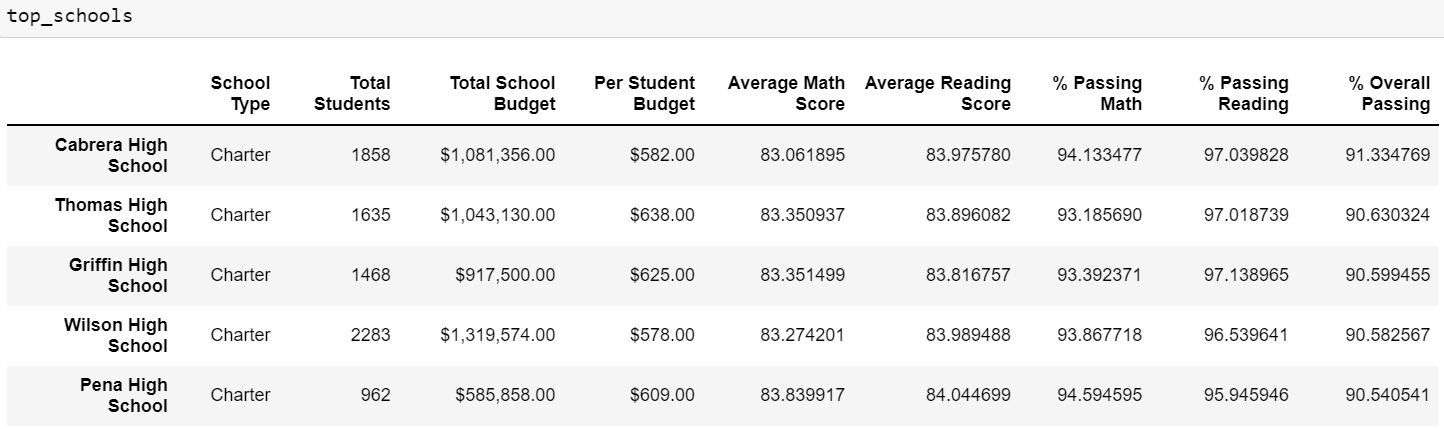 top_schools
School Type Total Students Total School Budget Per Student Budget Average Math Score Average Reading Score % Passing Math % Passing Reading % Overall Passing
Cabrera High School Charter 1858 $1,081,356.00 $582.00 83.061895 83.975780 94.133477 97.039828 91.334769
Thomas High School Charter 1635 $1,043,130.00 $638.00 83.350937 83.896082 93.185690 97.018739 90.630324
Griffin High School Charter 1468 $917,500.00 $625.00 83.351499 83.816757 93.392371 97.138965 90.599455
Wilson High School Charter 2283 $1,319,574.00 $578.00 83.274201 83.989488 93.867718 96.539641 90.582567
Pena High School Charter 962 $585,858.00 $609.00 83.839917 84.044699 94.594595 95.945946 90.540541